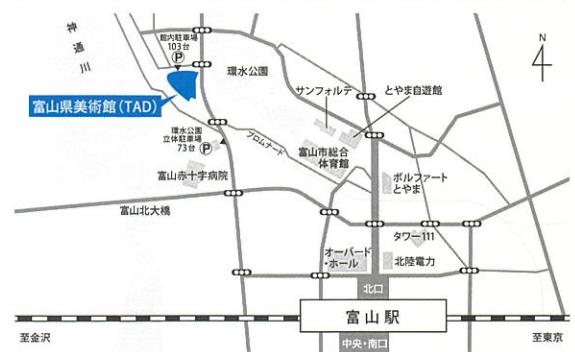 神通川
館内駐車場
103台
P
N
環水公園
サンフォルテ
とやま自遊館
富山県美術館(TAD)
環水公園
立体駐車場
73台
P
ブロムナード
富山市総合
体育館
ボルファート
とやま
富山赤十字病院
富山北大橋
タワー111
オーバード
・ホール
北陸電力
北口
富山駅
至金沢
至東京
中央・南口